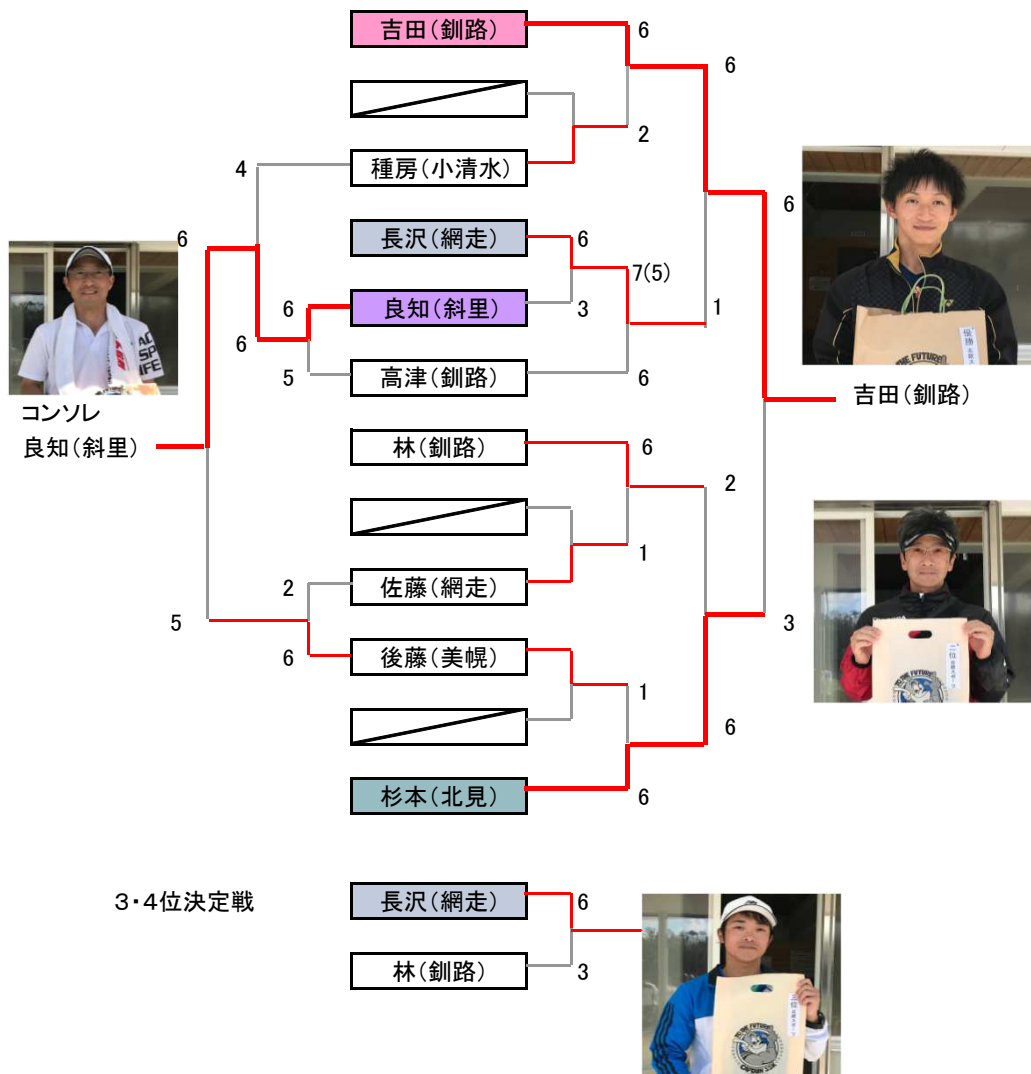 吉田(釧路)
6
6
2
4
種房(小清水)
6
6
長沢(網走)
6
7(5)
6
良知(斜里)
3
1
6
5
高津(釧路)
6
コンソレ
良知(斜里)
吉田(釧路)
林(釧路)
6
2
1
2
佐藤(網走)
5
3
6
後藤(美幌)
1
6
杉本(北見)
6
3・4位決定戦
長沢(網走)
6
林(釧路)
3